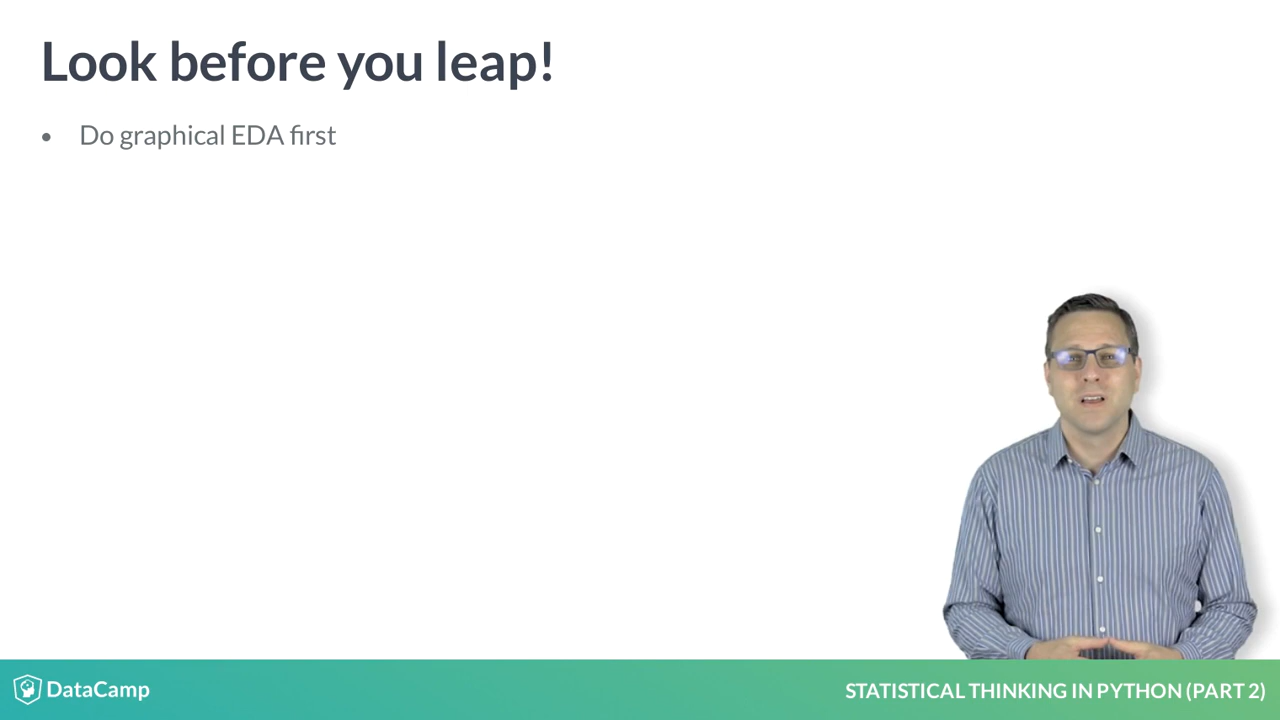 Look before you leap!
• Do graphical EDA first
DataCamp
STATISTICAL THINKING IN PYTHON (PART 2)